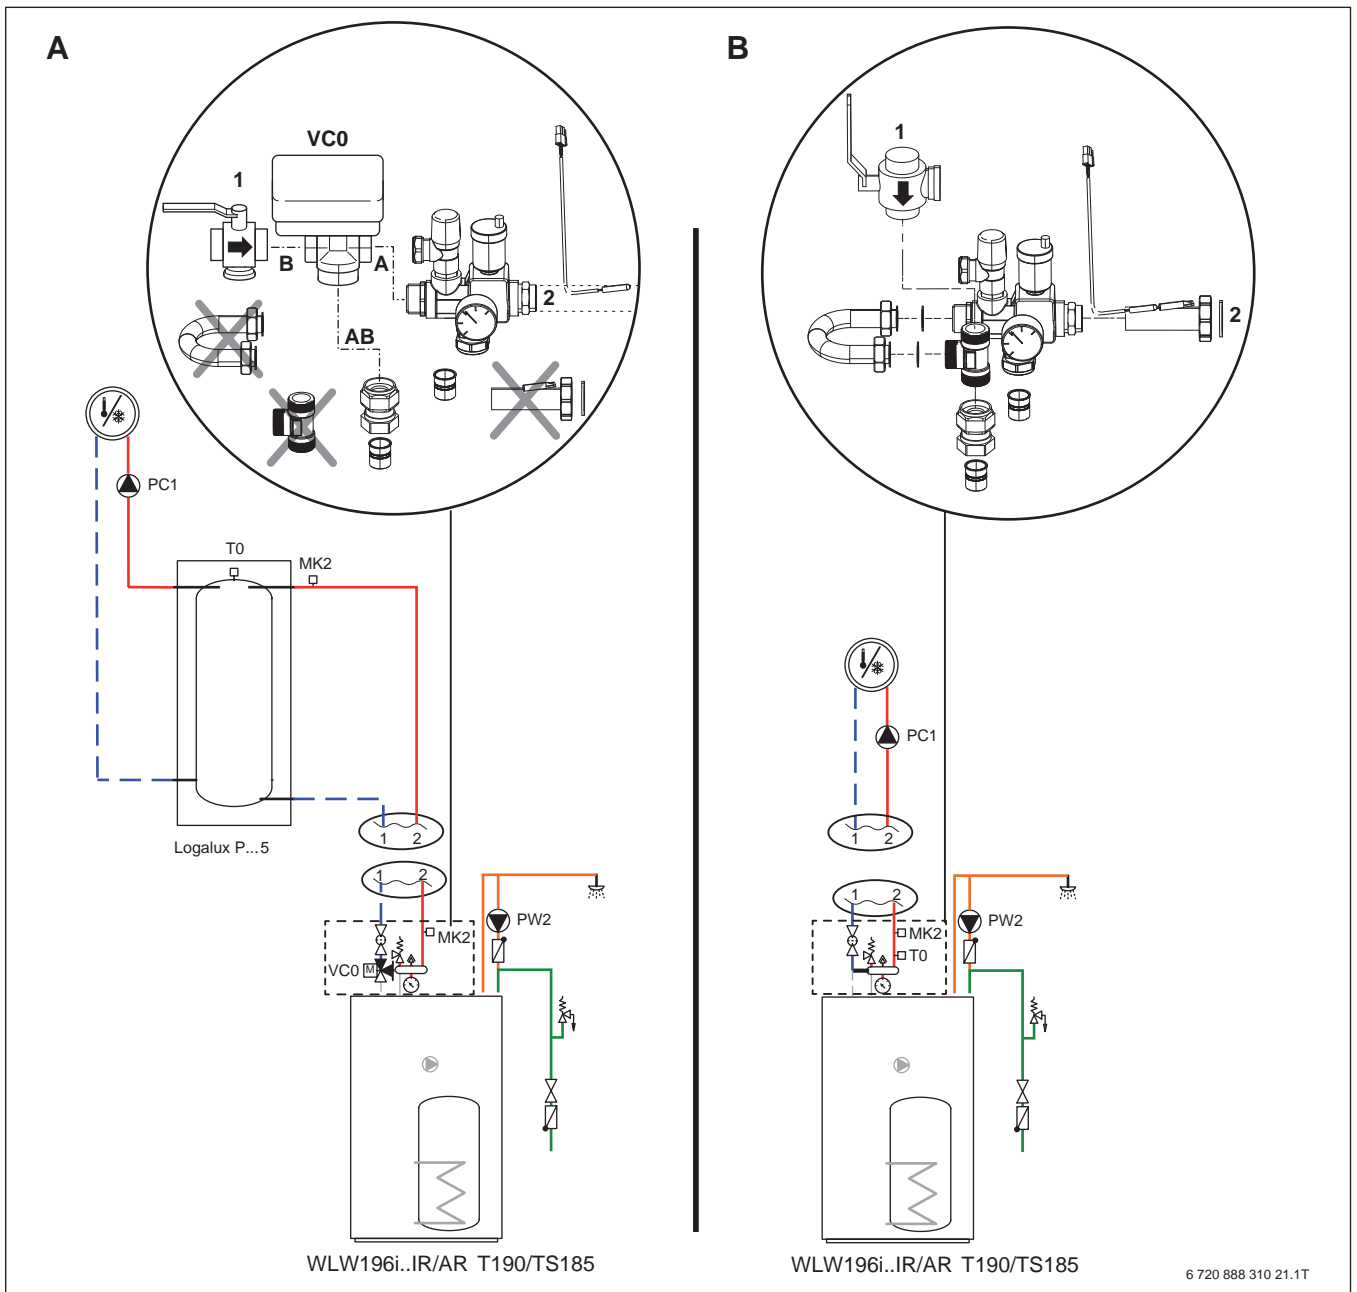 A
VC0
1
B
A
2
AB
PC1
T0
MK2
Logalux P...5
1 2
1 2
MK2
VC0
M
PW2
WLW196i..IR/AR T190/TS185
B
1
2
PC1
1 2
1 2
MK2
T0
PW2
WLW196i..IR/AR T190/TS185
6 720 888 310 21.1T